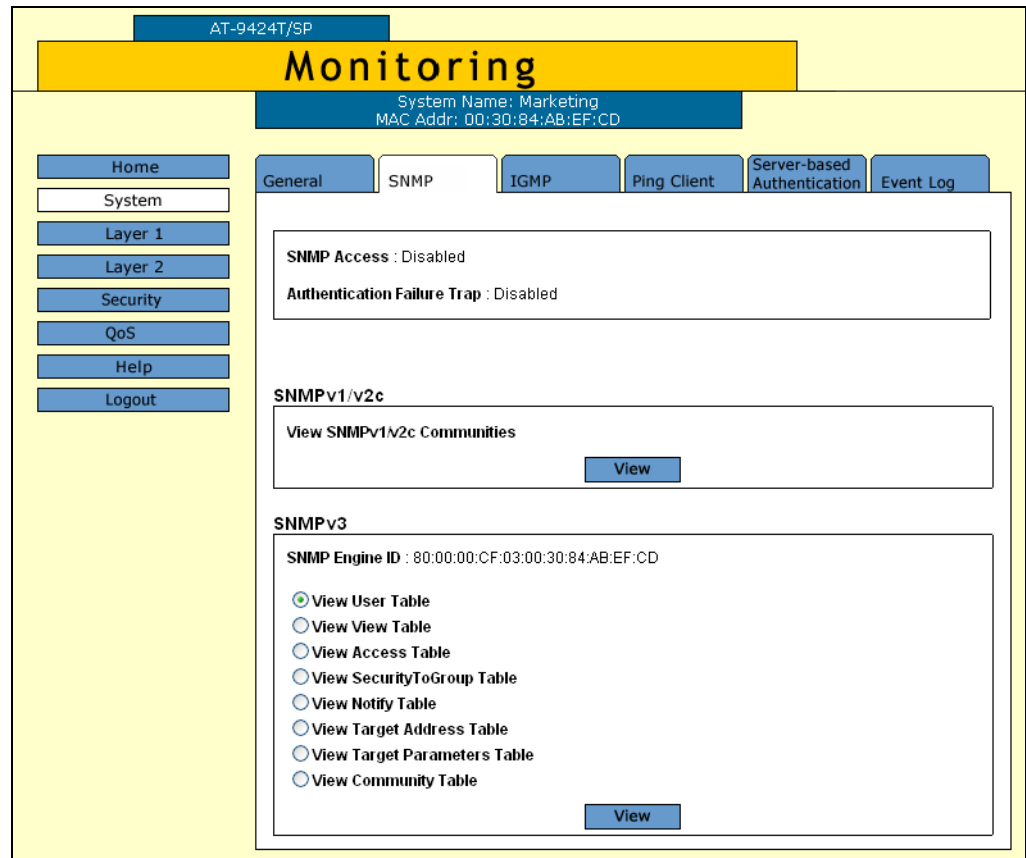 AT-9424T/SP
Monitoring
System Name: Marketing
MAC Addr: 00:30:84:AB:EF:CD
Home
System
Layer 1
Layer 2
Security
QoS
Help
Logout
General
SNMP
IGMP
Ping Client
Server-based
Authentication
Event Log
SNMP Access : Disabled
Authentication Failure Trap : Disabled
SNMPv1/v2c
View SNMPv1/v2c Communities
View
SNMPv3
SNMP Engine ID : 80:00:00:CF:03:00:30:84:AB:EF:CD
View User Table
View View Table
View Access Table
View SecurityToGroup Table
View Notify Table
View Target Address Table
View Target Parameters Table
View Community Table
View